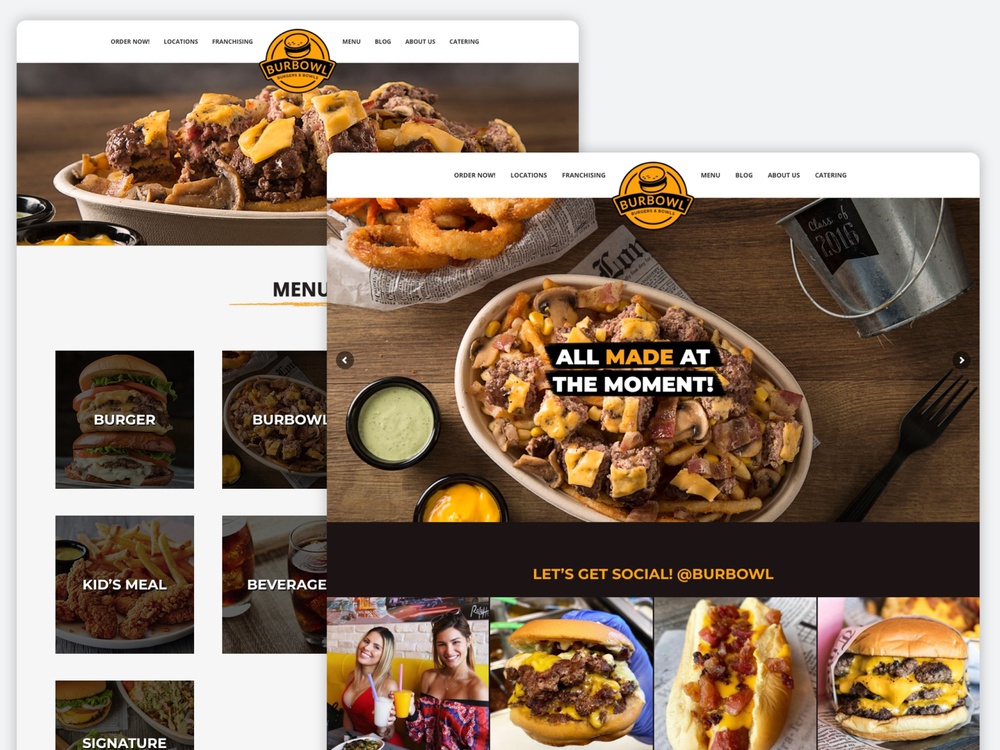 ORDER NOW! LOCATIONS FRANCHISING
BURBOWL
BURGERS & BOWLS
MENU BLOG ABOUT US CATERING
MENU
BURGER
BURBOWL
KID’S MEAL
BEVERAGE
SIGNATURE
ORDER NOW! LOCATIONS FRANCHISING
BURBOWL
BURGERS & BOWLS
MENU BLOG ABOUT US CATERING
Class of
2016
ALL MADE AT
THE MOMENT!
LET’S GET SOCIAL! @BURBOWL